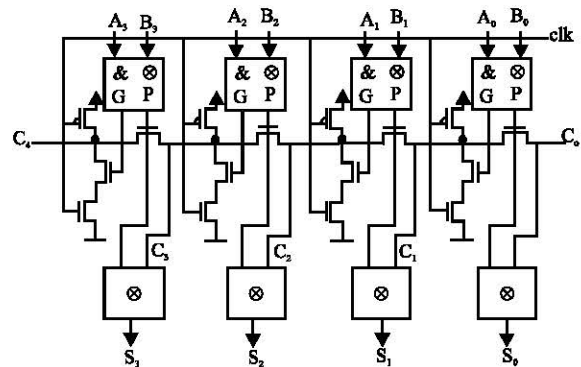 A₃ B₃ A₂ B₂ A₁ B₁ A₀ B₀
clk
& ⊗ & ⊗ & ⊗ & ⊗
G P G P G P G P
C₄ C₀
C₃ C₂ C₁
⊗ ⊗ ⊗ ⊗
S₃ S₂ S₁ S₀